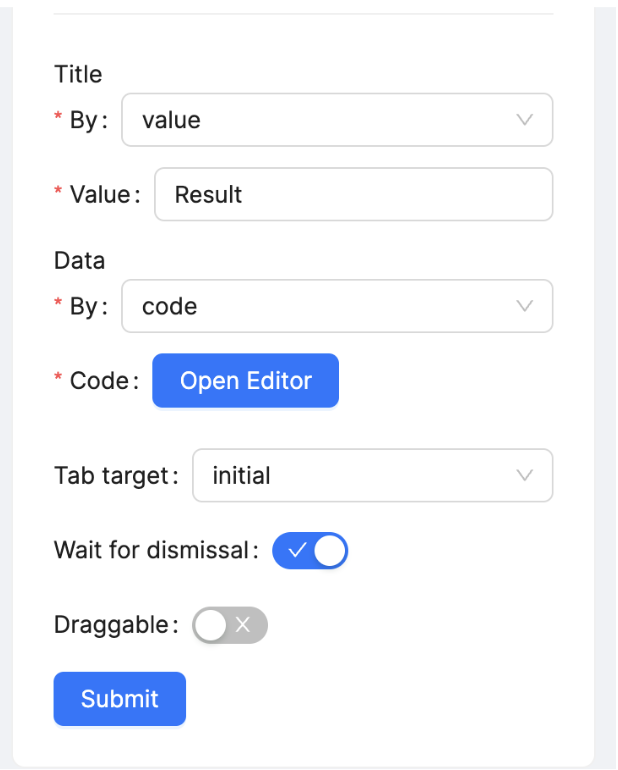 Title
* By: value
* Value: Result
Data
* By: code
* Code: Open Editor
Tab target: initial
Wait for dismissal:
Draggable:
Submit